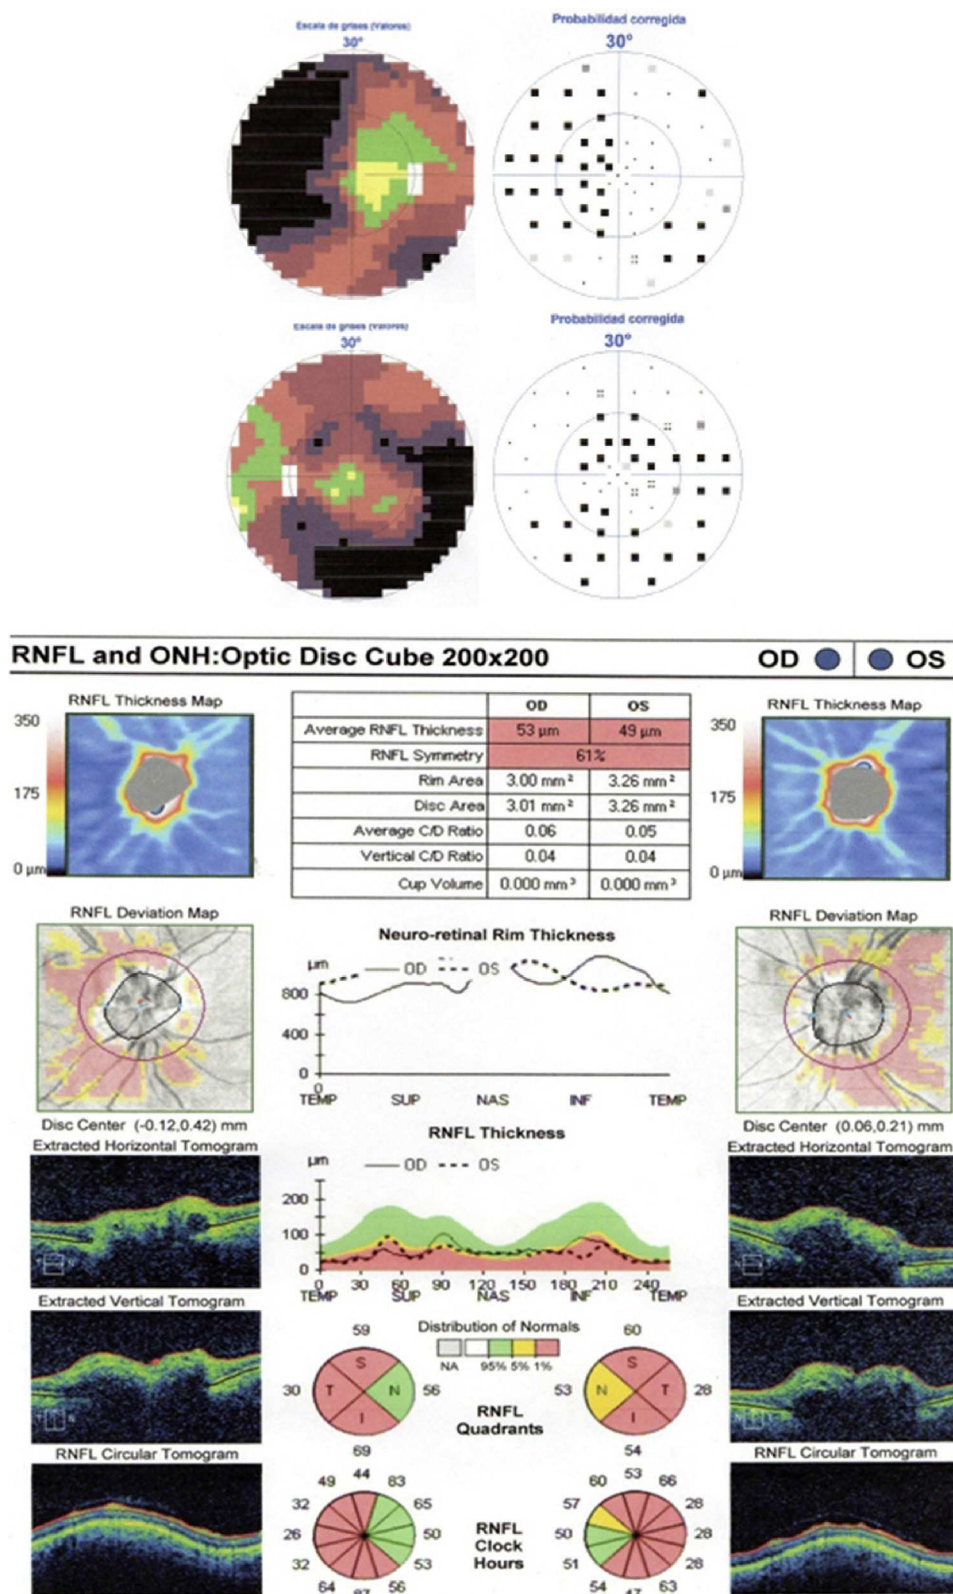 Escala de grises (Valores)
30°
Probabilidad corregida
30°
Escala de grises (Valores)
30°
Probabilidad corregida
30°
RNFL and ONH:Optic Disc Cube 200x200 OD OS
RNFL Thickness Map
350
175
0 µm
OD OS
Average RNFL Thickness 53 µm 49 µm
RNFL Symmetry 61%
Rim Area 3.00 mm² 3.26 mm²
Disc Area 3.01 mm² 3.26 mm²
Average C/D Ratio 0.06 0.05
Vertical C/D Ratio 0.04 0.04
Cup Volume 0.000 mm³ 0.000 mm³
RNFL Thickness Map
350
175
0 µm
RNFL Deviation Map
Disc Center (-0.12,0.42) mm
Neuro-retinal Rim Thickness
µm OD OS
800
400
0
0
TEMP SUP NAS INF TEMP
RNFL Deviation Map
Disc Center (0.06,0.21) mm
Extracted Horizontal Tomogram
RNFL Thickness
µm OD OS
200
100
0
0 30 60 90 120 150 180 210 240
TEMP SUP NAS INF TEMP
Extracted Horizontal Tomogram
Extracted Vertical Tomogram
Distribution of Normals
NA 95% 5% 1%
Extracted Vertical Tomogram
59
S
30 T N 56
I
69
RNFL
Quadrants
60
S
53 N T 28
I
54
RNFL Circular Tomogram
44 63 65 50 53 56 64 32 26 32 49
RNFL
Clock
Hours
53 66 28 28 28 63 47 54 51 50 57 60
RNFL Circular Tomogram